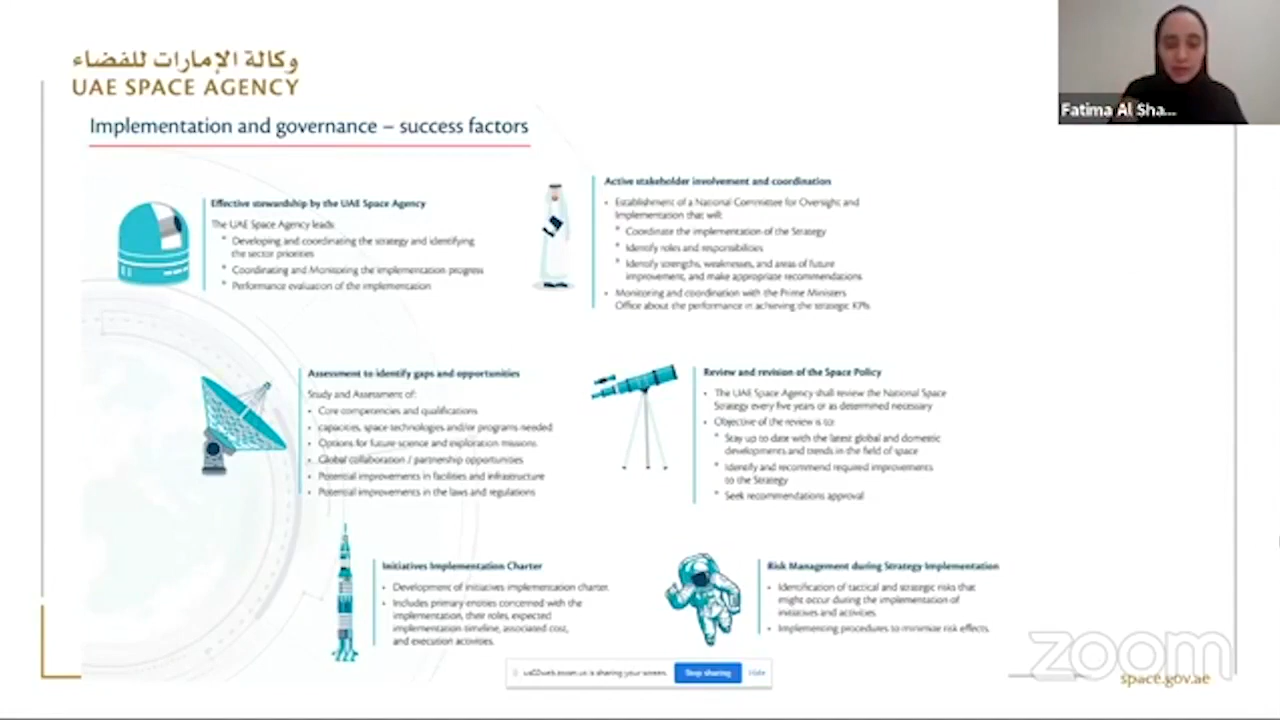 وكالة الإمارات للفضاء
UAE SPACE AGENCY
Implementation and governance – success factors
Fatima Al Sha...
Effective stewardship by the UAE Space Agency
The UAE Space Agency leads
* Developing and coordinating the strategy and identifying
the sector priorities
* Coordinating and Monitoring the implementation progress
* Performance evaluation of the implementation
Active stakeholder involvement and coordination
• Establishment of a National Committee for Oversight and
Implementation that will:
* Coordinate the implementation of the Strategy
* Identify roles and responsibilities
* Identify strengths, weaknesses, and areas of future
improvement, and make appropriate recommendations
• Monitoring and coordination with the Prime Ministers
Office about the performance in achieving the strategic KPIs
Assessment to identify gaps and opportunities
Study and Assessment of:
• Core competencies and qualifications
• capacities, space technologies and/or programs needed
• Options for future science and exploration missions
• Global collaboration / partnership opportunities
• Potential improvements in facilities and infrastructure
• Potential improvements in the laws and regulations
Review and revision of the Space Policy
• The UAE Space Agency shall review the National Space
Strategy every five years or as determined necessary
• Objective of the review is to:
* Stay up to date with the latest global and domestic
developments and trends in the field of space
* Identify and recommend required improvements
to the Strategy
* Seek recommendations approval
Initiatives Implementation Charter
• Development of initiatives implementation charter.
• Includes primary entities concerned with the
implementation, their roles, expected
implementation timeline, associated cost,
and execution activities.
Risk Management during Strategy Implementation
• Identification of tactical and strategic risks that
might occur during the implementation of
initiatives and activities.
• Implementing procedures to minimize risk effects.
us02web.zoom.us is sharing your screen. Stop sharing Hide
zoom
space.gov.ae